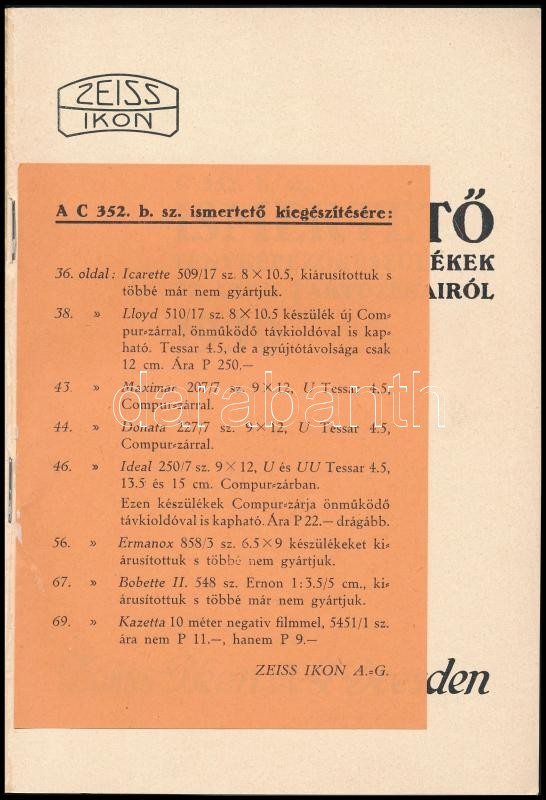 ZEISS
IKON
TŐ
ÉKEK
AIRÓL
A C 352. b. sz. ismertető kiegészítésére:
36. oldal: Icarette 509/17 sz. 8×10.5, kiárusítottuk s
többé már nem gyártjuk.
38. » Lloyd 510/17 sz. 8×10.5 készülék új Com-
pur-zárral, önműködő távkioldóval is kap-
ható. Tessar 4.5, de a gyújtótávolsága csak
12 cm. Ára P 250.—
43. » Maximar 207/7 sz. 9×12, U Tessar 4.5,
Compur-zárral.
44. » Donata 227/7 sz. 9×12, U Tessar 4.5,
Compur-zárral.
46. » Ideal 250/7 sz. 9×12, U és UU Tessar 4.5,
13.5 és 15 cm. Compur-zárban.
Ezen készülékek Compur-zárja önműködő
távkioldóval is kapható. Ára P 22.— drágább.
56. » Ermanox 858/3 sz. 6.5×9 készülékeket ki-
árusítottuk s többé nem gyártjuk.
67. » Bobette II. 548 sz. Ernon 1:3.5/5 cm., ki-
árusítottuk s többé már nem gyártjuk.
69. » Kazetta 10 méter negativ filmmel, 5451/1 sz.
ára nem P 11.—, hanem P 9.—
ZEISS IKON A.-G.
den
darabanth